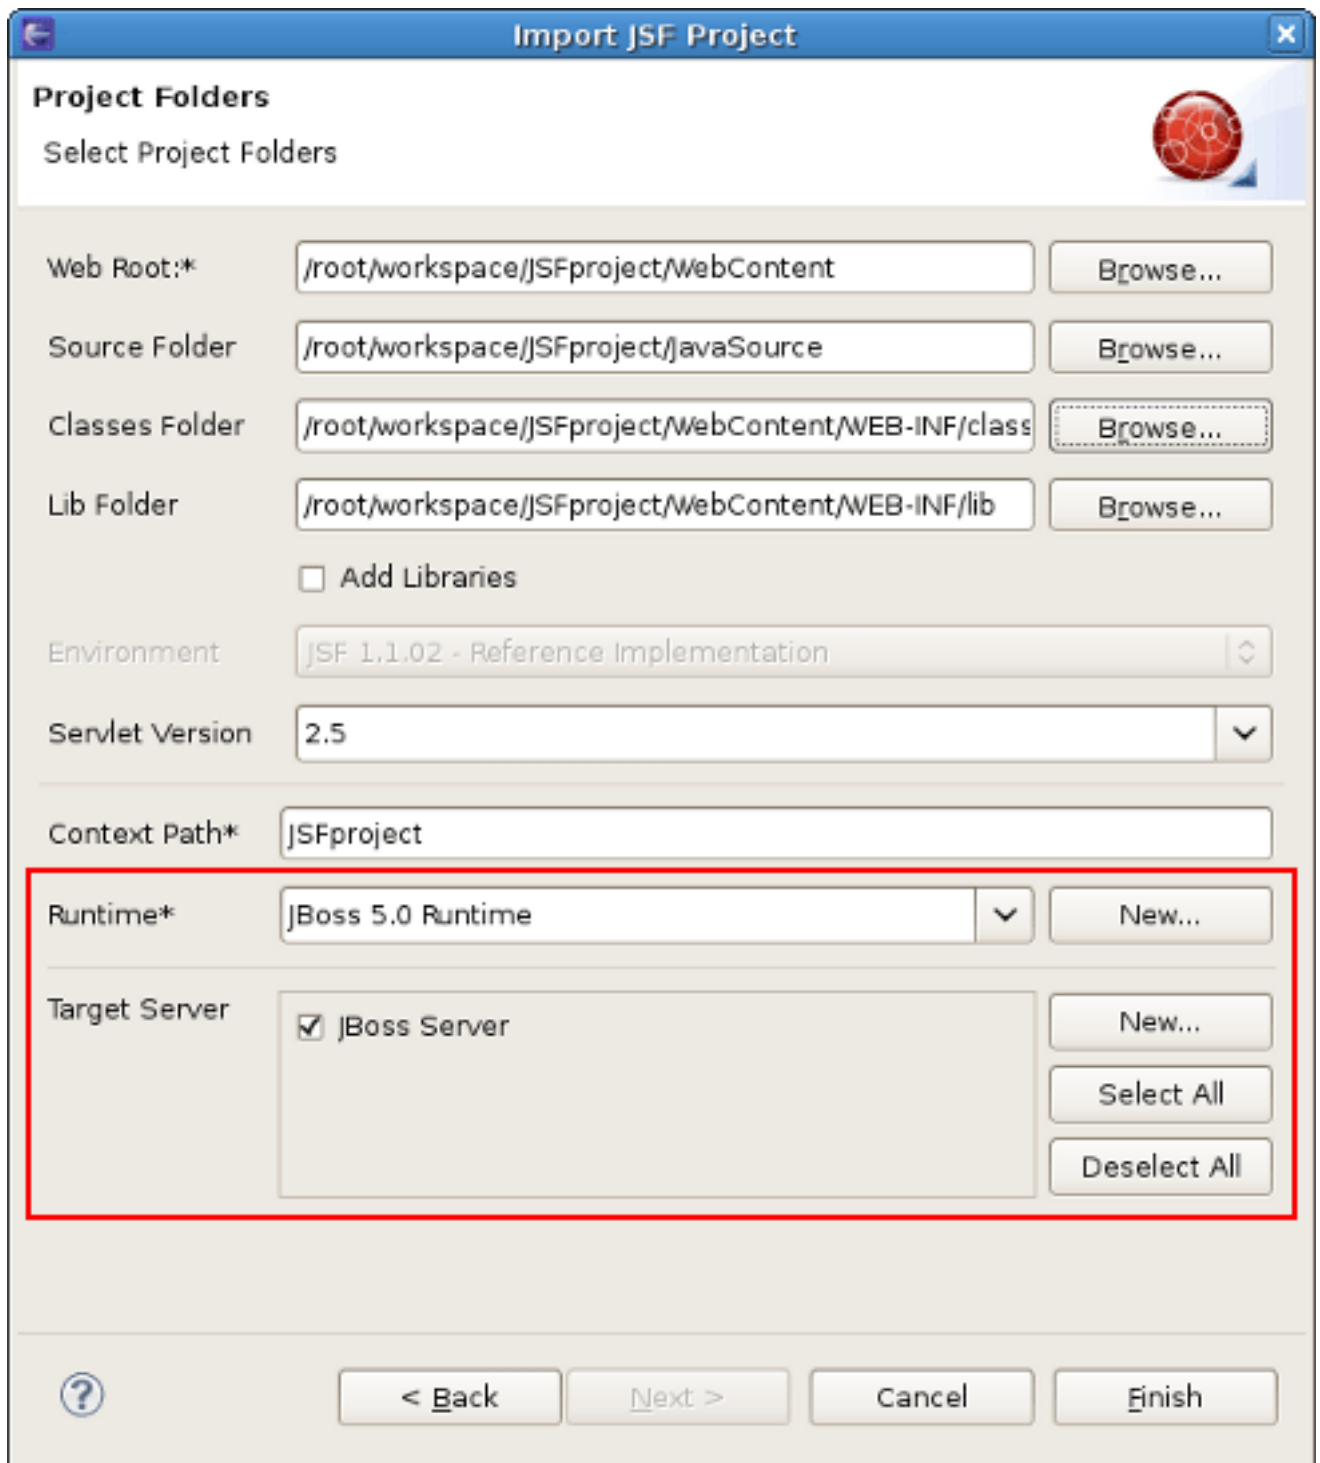 Import JSF Project
Project Folders
Select Project Folders
Web Root:* /root/workspace/JSFproject/WebContent Browse...
Source Folder /root/workspace/JSFproject/JavaSource Browse...
Classes Folder /root/workspace/JSFproject/WebContent/WEB-INF/class Browse...
Lib Folder /root/workspace/JSFproject/WebContent/WEB-INF/lib Browse...
Add Libraries
Environment JSF 1.1.02 - Reference Implementation
Servlet Version 2.5
Context Path* JSFproject
Runtime* JBoss 5.0 Runtime New...
Target Server JBoss Server New...
Select All
Deselect All
? < Back Next > Cancel Finish